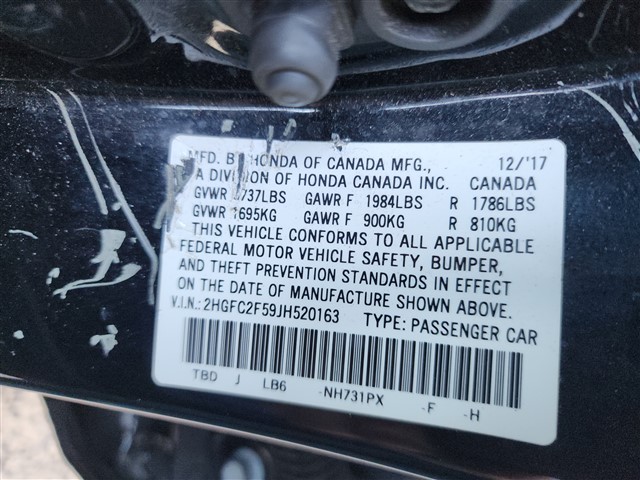 MFD. BY HONDA OF CANADA MFG., 12/'17
A DIVISION OF HONDA CANADA INC. CANADA
GVWR 3737LBS GAWR F 1984LBS R 1786LBS
GVWR 1695KG GAWR F 900KG R 810KG
THIS VEHICLE CONFORMS TO ALL APPLICABLE
FEDERAL MOTOR VEHICLE SAFETY, BUMPER,
AND THEFT PREVENTION STANDARDS IN EFFECT
ON THE DATE OF MANUFACTURE SHOWN ABOVE.
V.I.N.: 2HGFC2F59JH520163 TYPE: PASSENGER CAR
TBD J LB6 -NH731PX -F -H